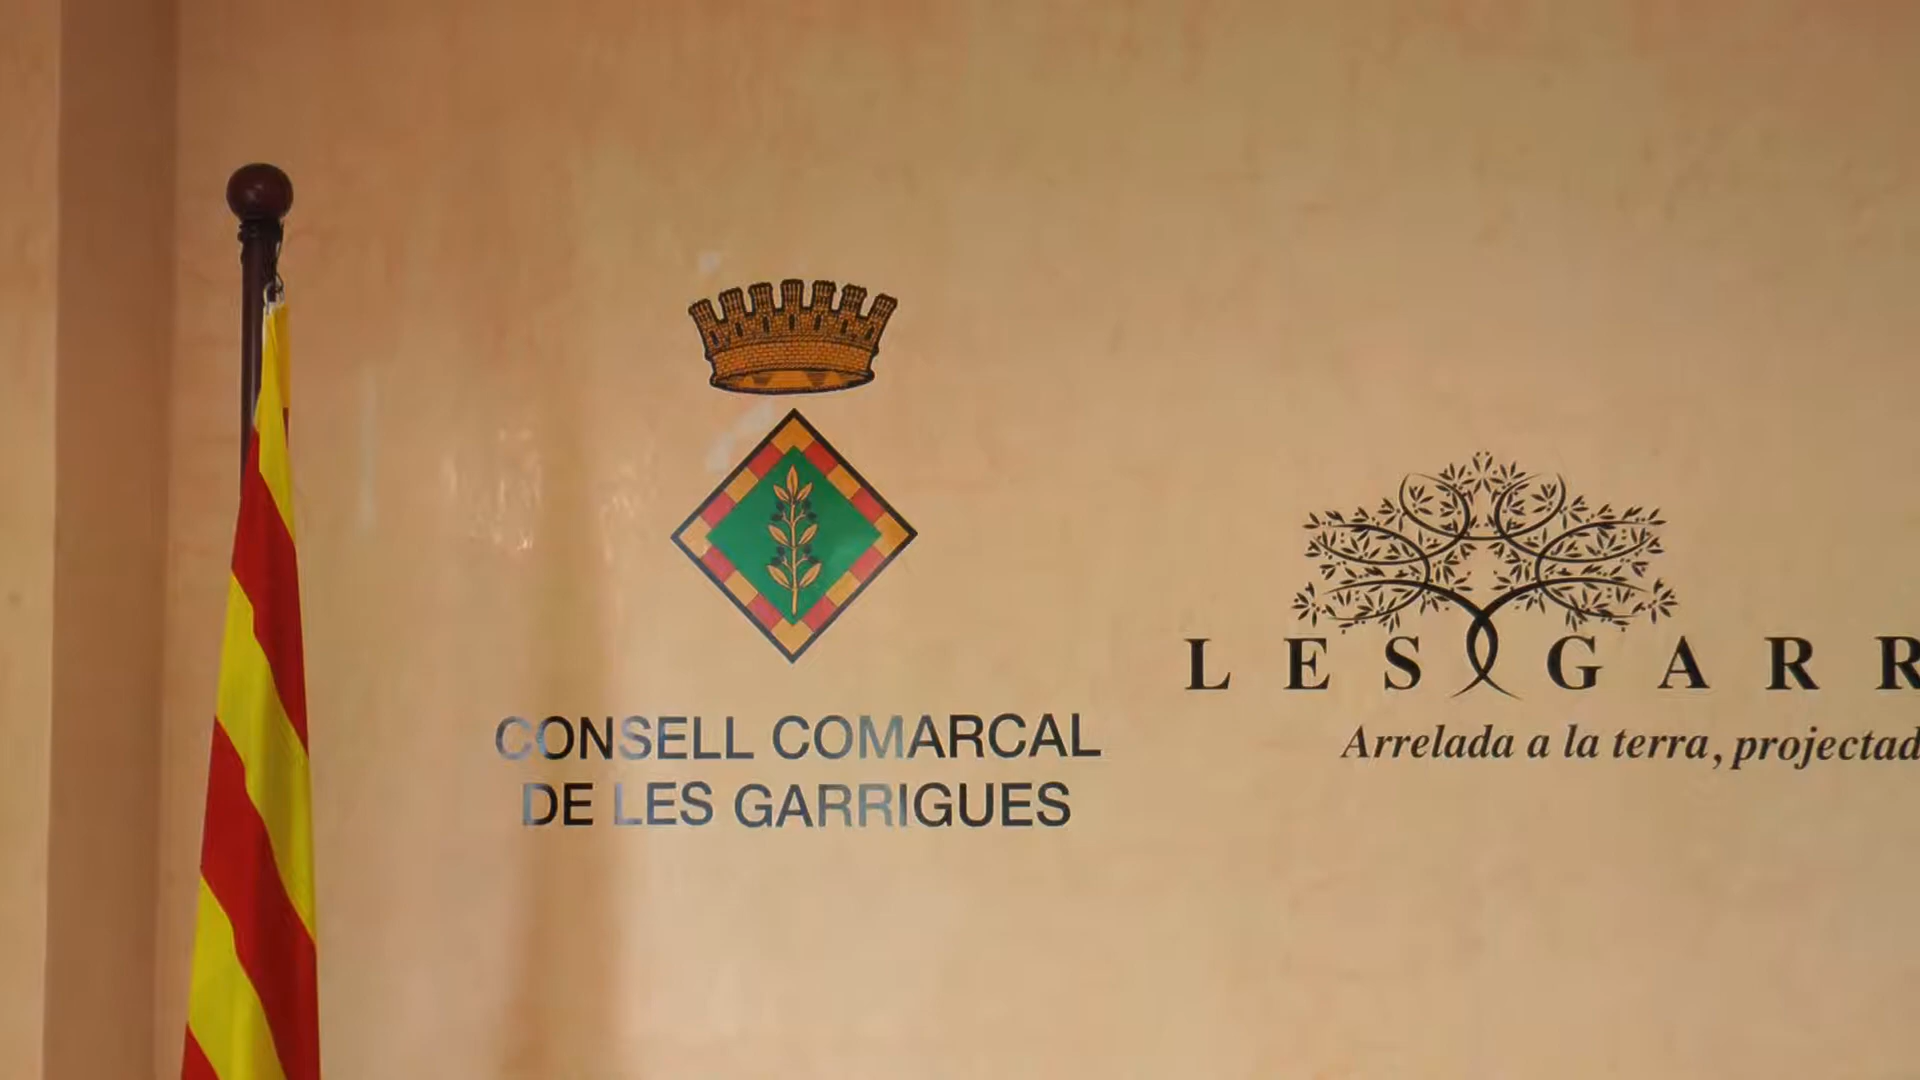 CONSELL COMARCAL
DE LES GARRIGUES
LES GARR
Arrelada a la terra, projectad